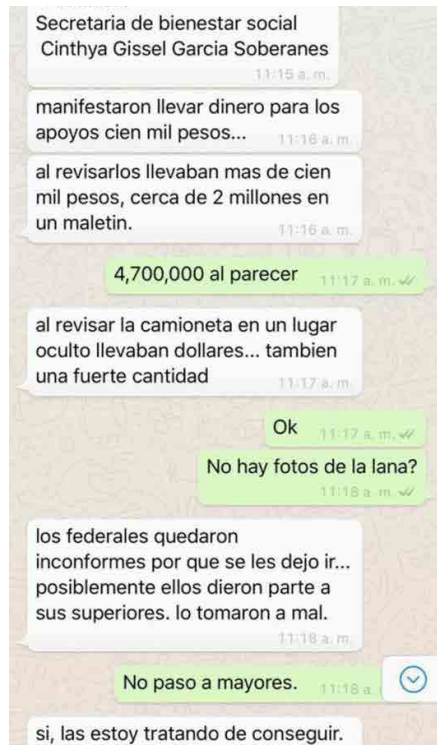 Secretaria de bienestar social
Cinthya Gissel Garcia Soberanes
11:15 a. m.
manifestaron llevar dinero para los
apoyos cien mil pesos... 11:16 a. m.
al revisarlos llevaban mas de cien
mil pesos, cerca de 2 millones en
un maletin. 11:16 a. m.
4,700,000 al parecer 11:17 a. m.
al revisar la camioneta en un lugar
oculto llevaban dollares... tambien
una fuerte cantidad 11:17 a. m.
Ok 11:17 a. m.
No hay fotos de la lana?
11:18 a. m.
los federales quedaron
inconformes por que se les dejo ir...
posiblemente ellos dieron parte a
sus superiores. lo tomaron a mal.
11:18 a. m.
No paso a mayores. 11:18 a
si, las estoy tratando de conseguir.